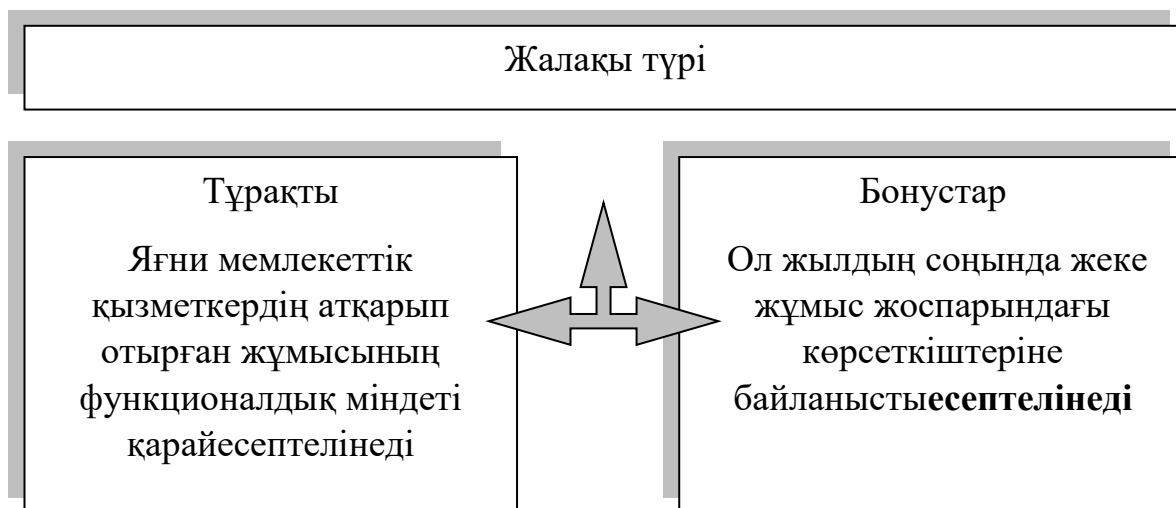 Жалақы түрі
Тұрақты
Яғни мемлекеттік
қызметкердің атқарып
отырған жұмысының
функционалдық міндеті
қарайесептелінеді
Бонустар
Ол жылдың соңында жеке
жұмыс жоспарындағы
көрсеткіштеріне
байланыстыесептелінеді